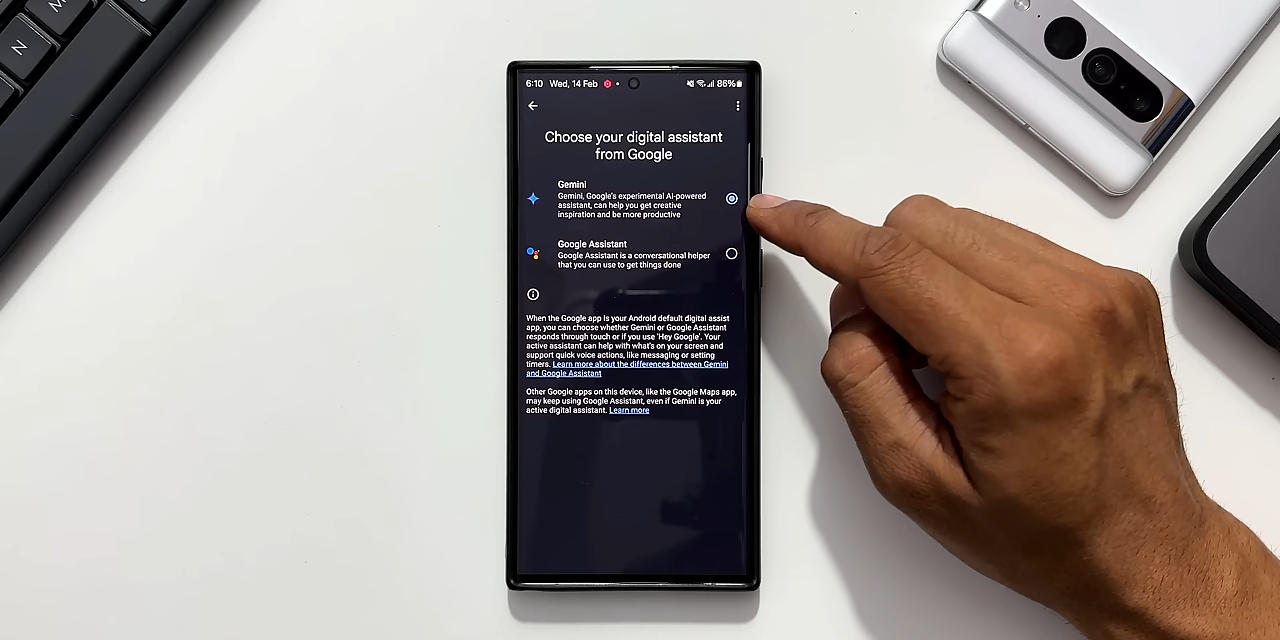 N
M
6:10 Wed, 14 Feb 86%
Choose your digital assistant
from Google
Gemini
Gemini, Google's experimental AI-powered
assistant, can help you get creative
inspiration and be more productive
Google Assistant
Google Assistant is a conversational helper
that you can use to get things done
When the Google app is your Android default digital assist
app, you can choose whether Gemini or Google Assistant
responds through touch or if you use 'Hey Google'. Your
active assistant can help with what's on your screen and
support quick voice actions, like messaging or setting
timers. Learn more about the differences between Gemini
and Google Assistant
Other Google apps on this device, like the Google Maps app,
may keep using Google Assistant, even if Gemini is your
active digital assistant. Learn more